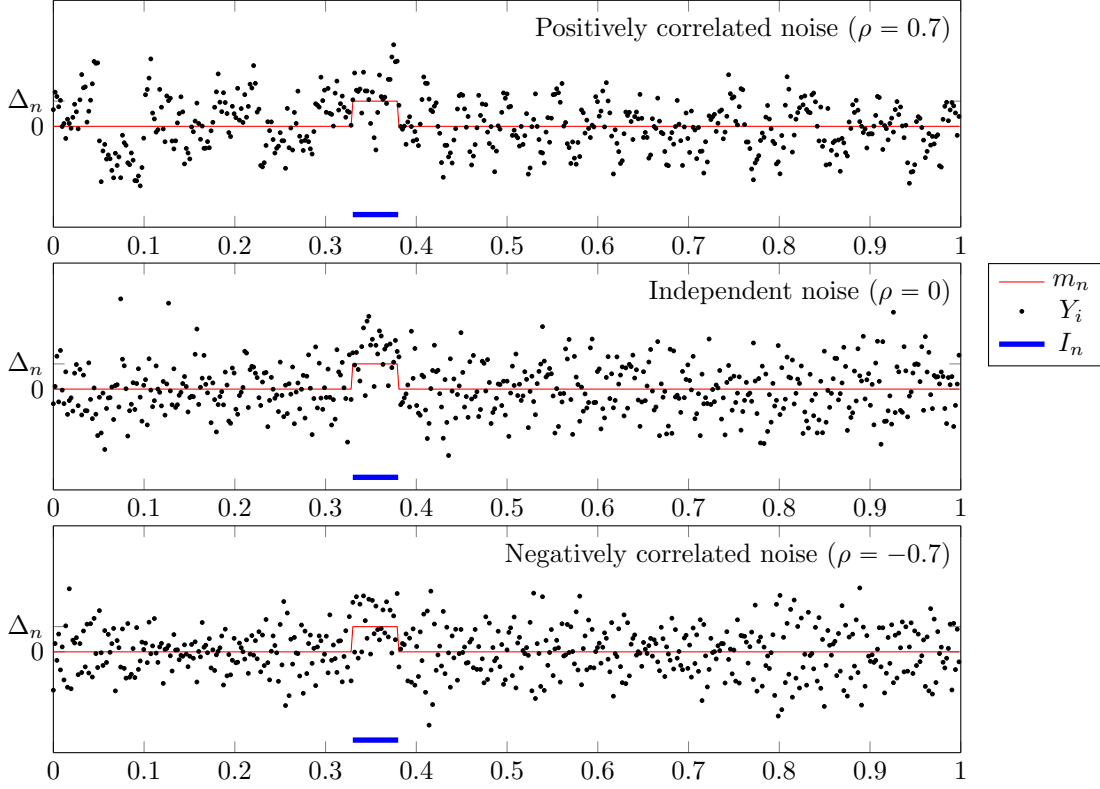 Positively correlated noise (ρ = 0.7)
Δₙ
0
0 0.1 0.2 0.3 0.4 0.5 0.6 0.7 0.8 0.9 1
Independent noise (ρ = 0)
Δₙ
0
0 0.1 0.2 0.3 0.4 0.5 0.6 0.7 0.8 0.9 1
mₙ
Yᵢ
Iₙ
Negatively correlated noise (ρ = −0.7)
Δₙ
0
0 0.1 0.2 0.3 0.4 0.5 0.6 0.7 0.8 0.9 1